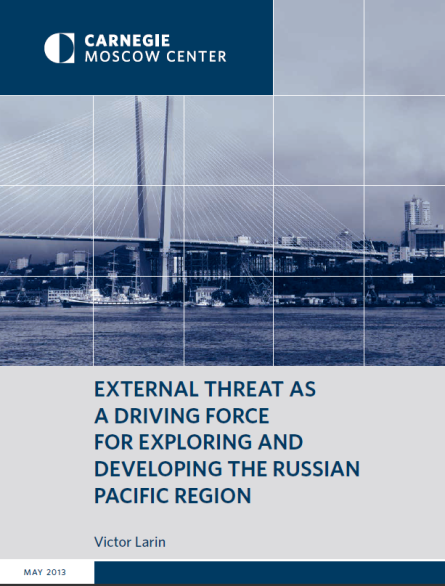 CARNEGIE
MOSCOW CENTER
EXTERNAL THREAT AS
A DRIVING FORCE
FOR EXPLORING AND
DEVELOPING THE RUSSIAN
PACIFIC REGION
Victor Larin
MAY 2013